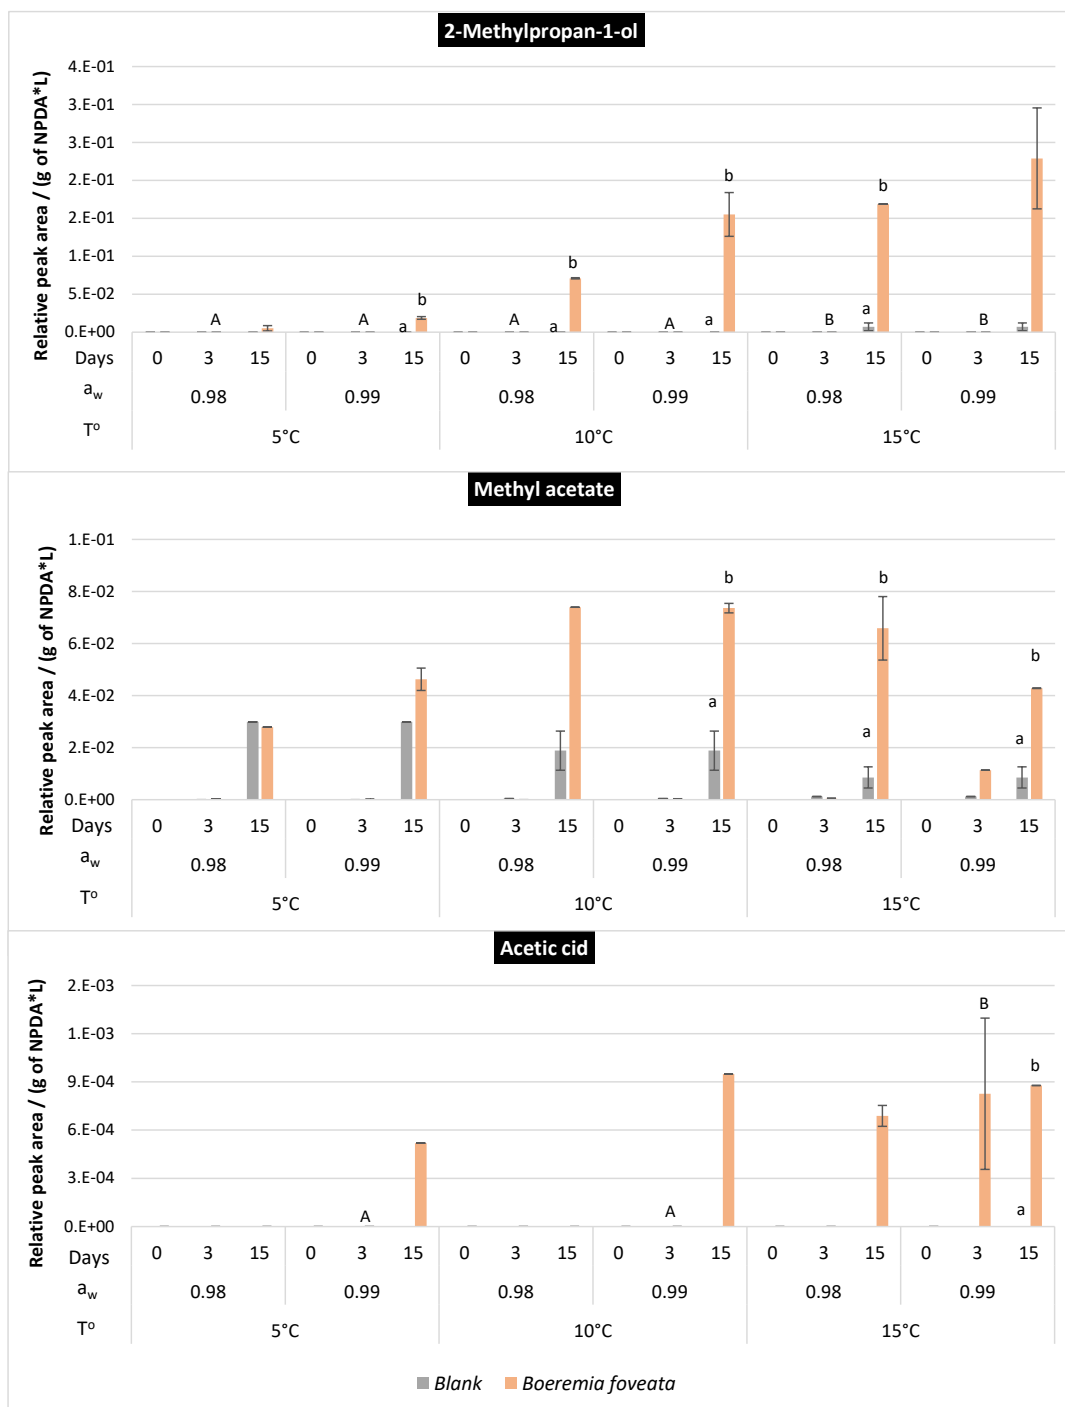 2-Methylpropan-1-ol
Relative peak area / (g of NPDA*L)
4.E-01
3.E-01
3.E-01
2.E-01
2.E-01
1.E-01
5.E-02
0.E+00
A b A a b A a b A a b B a B
Days 0 3 15 0 3 15 0 3 15 0 3 15 0 3 15 0 3 15
aw 0.98 0.99 0.98 0.99 0.98 0.99
To 5°C 10°C 15°C
Methyl acetate
Relative peak area / (g of NPDA*L)
1.E-01
8.E-02
6.E-02
4.E-02
2.E-02
0.E+00
a b a b a b
Days 0 3 15 0 3 15 0 3 15 0 3 15 0 3 15 0 3 15
aw 0.98 0.99 0.98 0.99 0.98 0.99
To 5°C 10°C 15°C
Acetic cid
Relative peak area / (g of NPDA*L)
2.E-03
1.E-03
9.E-04
6.E-04
3.E-04
0.E+00
A A B a b
Days 0 3 15 0 3 15 0 3 15 0 3 15 0 3 15 0 3 15
aw 0.98 0.99 0.98 0.99 0.98 0.99
To 5°C 10°C 15°C
Blank Boeremia foveata